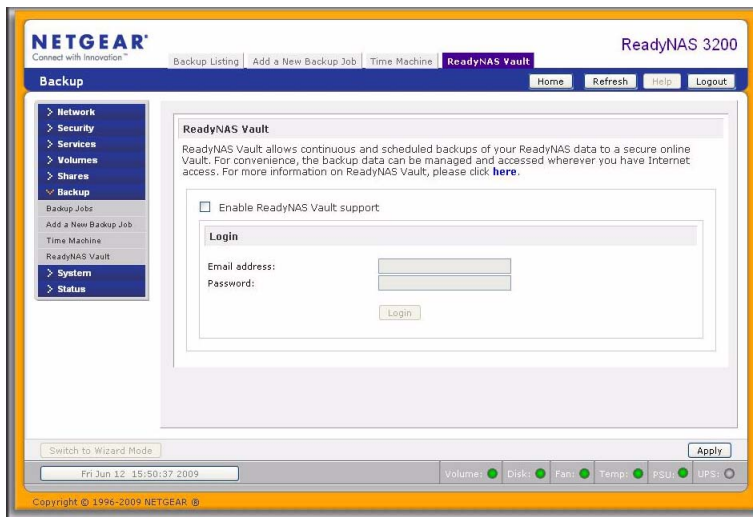 NETGEAR®
Connect with Innovation™
ReadyNAS 3200
Backup Listing Add a New Backup Job Time Machine ReadyNAS Vault
Backup
Home Refresh Help Logout
> Network
> Security
> Services
> Volumes
> Shares
Backup
Backup Jobs
Add a New Backup Job
Time Machine
ReadyNAS Vault
> System
> Status
ReadyNAS Vault
ReadyNAS Vault allows continuous and scheduled backups of your ReadyNAS data to a secure online
Vault. For convenience, the backup data can be managed and accessed wherever you have Internet
access. For more information on ReadyNAS Vault, please click here.
Enable ReadyNAS Vault support
Login
Email address:
Password:
Login
Switch to Wizard Mode
Apply
Fri Jun 12 15:50:37 2009
Volume: Disk: Fan: Temp: PSU: UPS:
Copyright © 1996-2009 NETGEAR ®